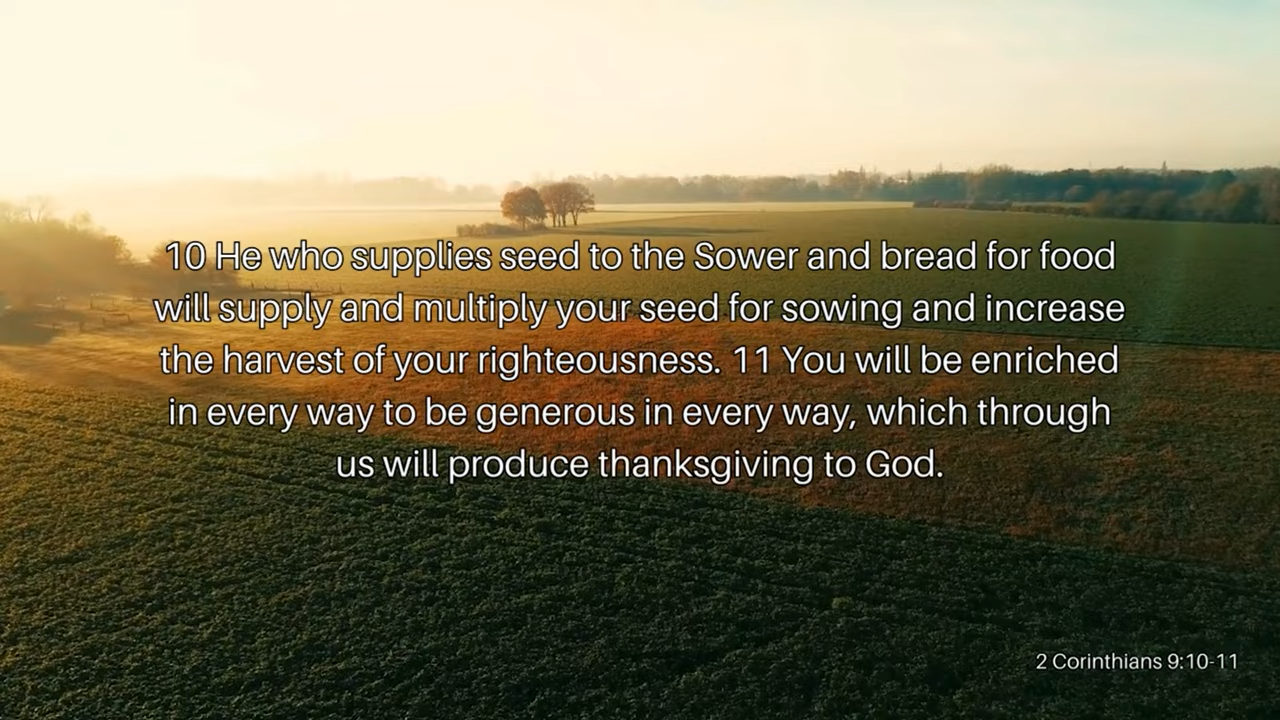 10 He who supplies seed to the Sower and bread for food
will supply and multiply your seed for sowing and increase
the harvest of your righteousness. 11 You will be enriched
in every way to be generous in every way, which through
us will produce thanksgiving to God.
2 Corinthians 9:10-11